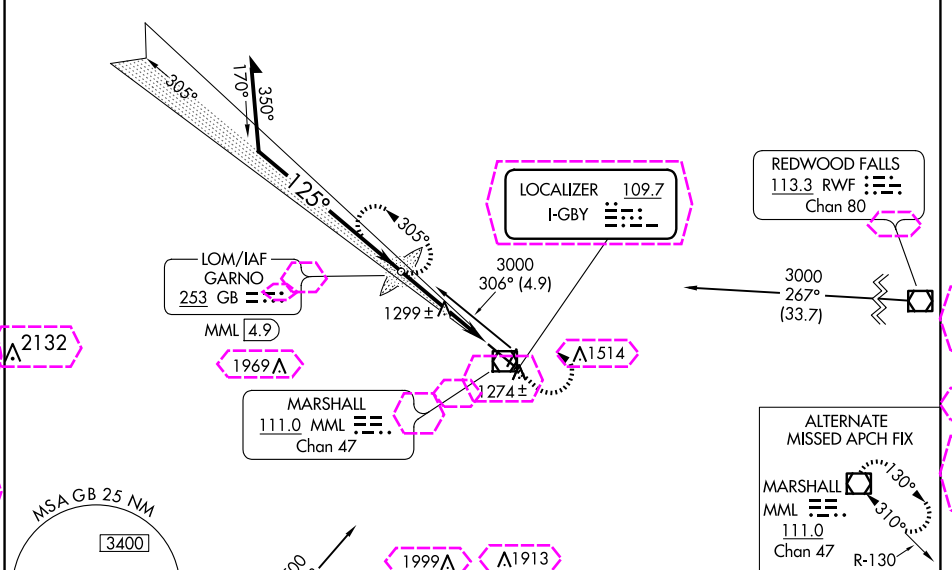 305°
170°
350°
125°
305°
LOCALIZER 109.7
I-GBY
REDWOOD FALLS
113.3 RWF
Chan 80
LOM/IAF
GARNO
253 GB
MML 4.9
3000
306° (4.9)
3000
267°
(33.7)
1299 ±
2132
1969
1514
1274 ±
MARSHALL
111.0 MML
Chan 47
ALTERNATE
MISSED APCH FIX
MARSHALL
MML
111.0
Chan 47
130°
310°
R-130
MSA GB 25 NM
3400
1999
1913